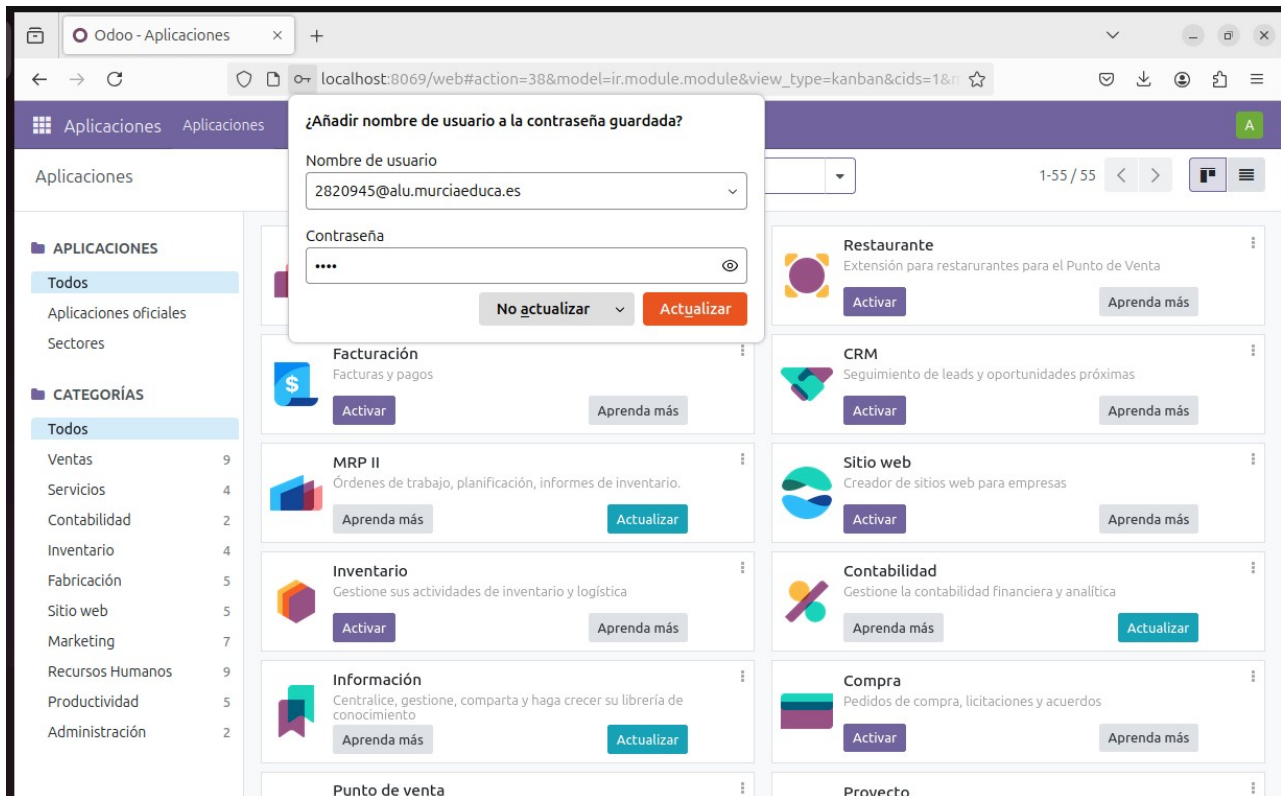 Odoo - Aplicaciones
localhost:8069/web#action=38&model=ir.module.module&view_type=kanban&cids=1&
Aplicaciones Aplicaciones
A
¿Añadir nombre de usuario a la contraseña guardada?
Nombre de usuario
2820945@alu.murciaeduca.es
Contraseña
••••
No actualizar
Actualizar
Aplicaciones
1-55 / 55
APLICACIONES
Todos
Aplicaciones oficiales
Sectores
CATEGORÍAS
Todos
Ventas 9
Servicios 4
Contabilidad 2
Inventario 4
Fabricación 5
Sitio web 5
Marketing 7
Recursos Humanos 9
Productividad 5
Administración 2
Restaurante
Extensión para restarurantes para el Punto de Venta
Activar Aprenda más
Facturación
Facturas y pagos
Activar Aprenda más
CRM
Seguimiento de leads y oportunidades próximas
Activar Aprenda más
MRP II
Órdenes de trabajo, planificación, informes de inventario.
Aprenda más Actualizar
Sitio web
Creador de sitios web para empresas
Activar Aprenda más
Inventario
Gestione sus actividades de inventario y logística
Activar Aprenda más
Contabilidad
Gestione la contabilidad financiera y analítica
Aprenda más Actualizar
Información
Centralice, gestione, comparta y haga crecer su librería de
conocimiento
Aprenda más Actualizar
Compra
Pedidos de compra, licitaciones y acuerdos
Activar Aprenda más
Punto de venta
Proyecto